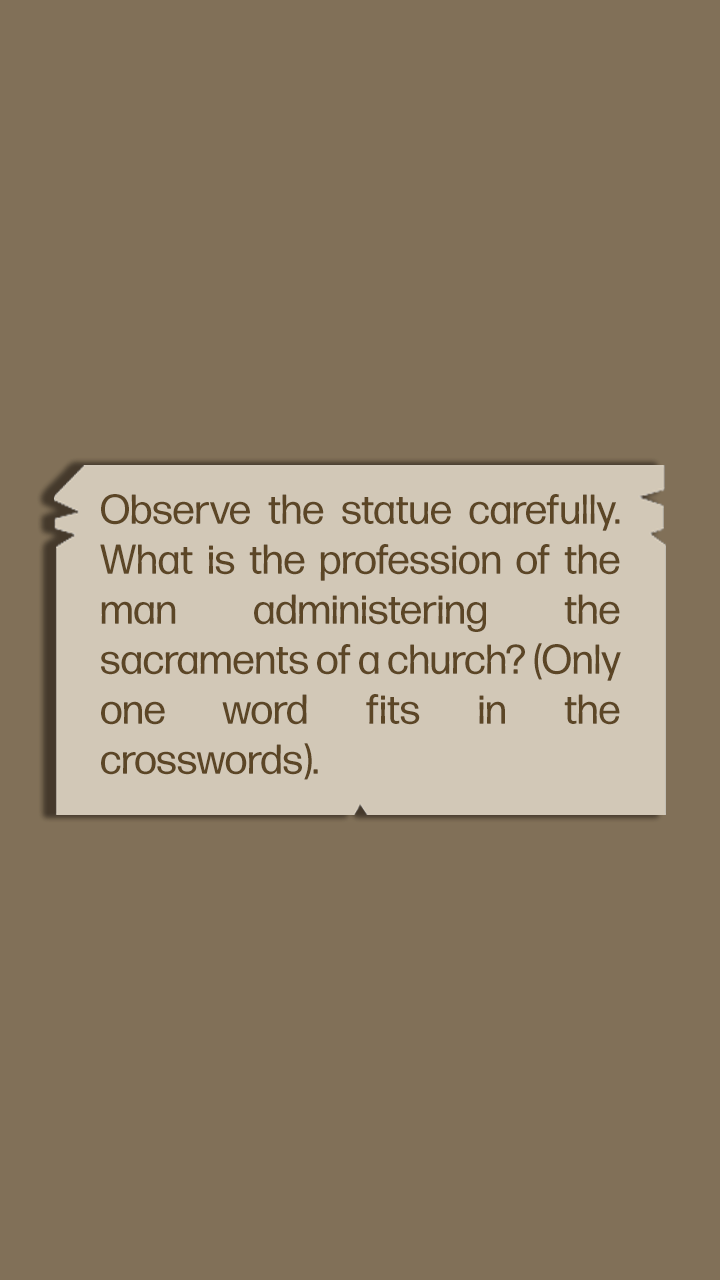 Observe the statue carefully.
What is the profession of the
man administering the
sacraments of a church? (Only
one word fits in the
crosswords).